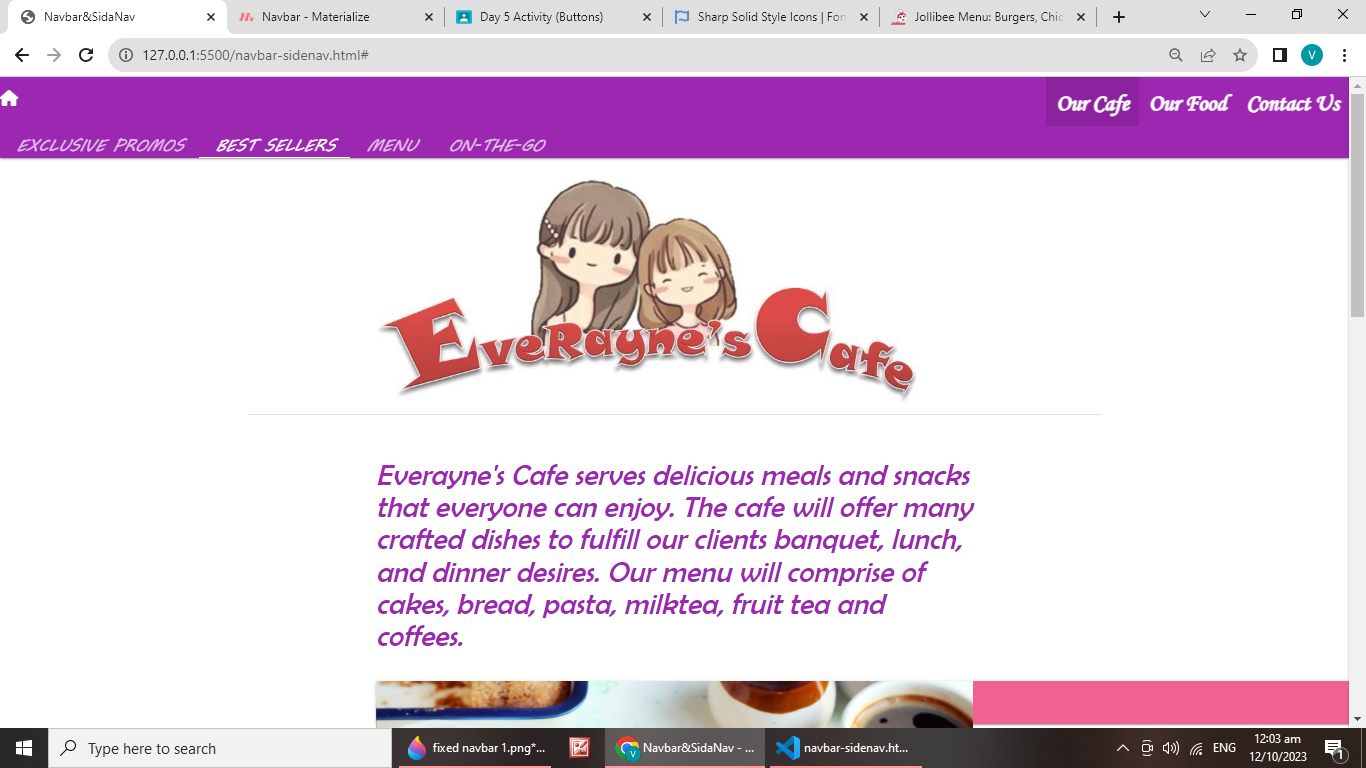 Navbar&SidaNav
Navbar - Materialize
Day 5 Activity (Buttons)
Sharp Solid Style Icons | Fon
Jollibee Menu: Burgers, Chic
127.0.0.1:5500/navbar-sidenav.html#
V
Our Cafe Our Food Contact Us
EXCLUSIVE PROMOS BEST SELLERS MENU ON-THE-GO
EveRayne's Cafe
Everayne's Cafe serves delicious meals and snacks
that everyone can enjoy. The cafe will offer many
crafted dishes to fulfill our clients banquet, lunch,
and dinner desires. Our menu will comprise of
cakes, bread, pasta, milktea, fruit tea and
coffees.
Type here to search
fixed navbar 1.png*...
Navbar&SidaNav - ...
navbar-sidenav.ht...
ENG
12:03 am
12/10/2023
1